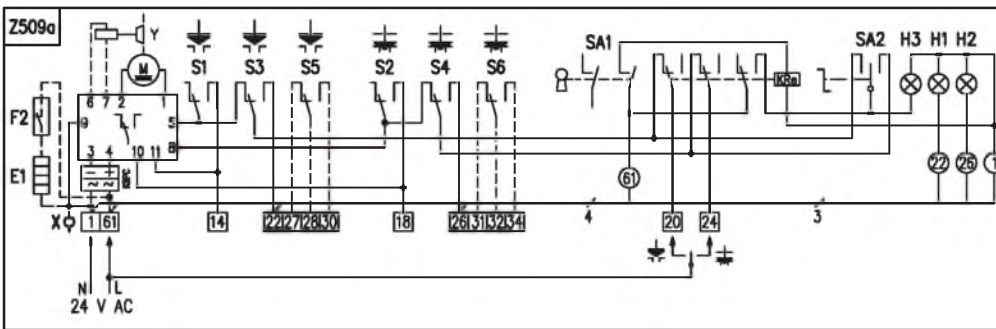 Z509a
Y
M
S1 S3 S5 S2 S4 S6
SA1
KRa
SA2 H3 H1 H2
F2
E1
6 7 2 1
9 5
8
3 4 10 11
61
22 26 1
4
3
X 1 61 14 22 27 28 30 18 26 31 32 34 20 24
N L
24 V AC